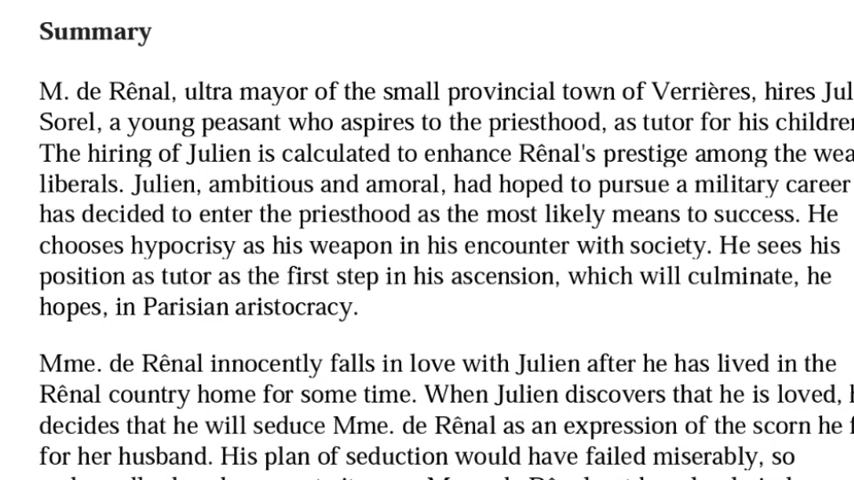 Summary
M. de Rênal, ultra mayor of the small provincial town of Verrières, hires Jul
Sorel, a young peasant who aspires to the priesthood, as tutor for his childre
The hiring of Julien is calculated to enhance Rênal's prestige among the wea
liberals. Julien, ambitious and amoral, had hoped to pursue a military career
has decided to enter the priesthood as the most likely means to success. He
chooses hypocrisy as his weapon in his encounter with society. He sees his
position as tutor as the first step in his ascension, which will culminate, he
hopes, in Parisian aristocracy.
Mme. de Rênal innocently falls in love with Julien after he has lived in the
Rênal country home for some time. When Julien discovers that he is loved, h
decides that he will seduce Mme. de Rênal as an expression of the scorn he f
for her husband. His plan of seduction would have failed miserably, so